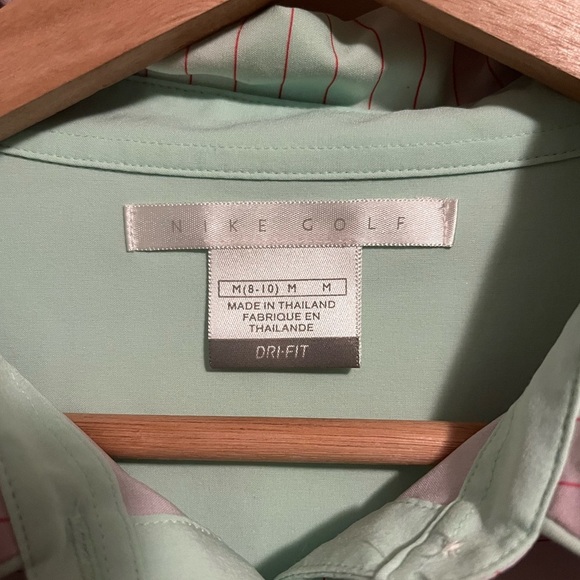 NIKE GOLF
M(8-10) M M
MADE IN THAILAND
FABRIQUE EN
THAILANDE
DRI-FIT